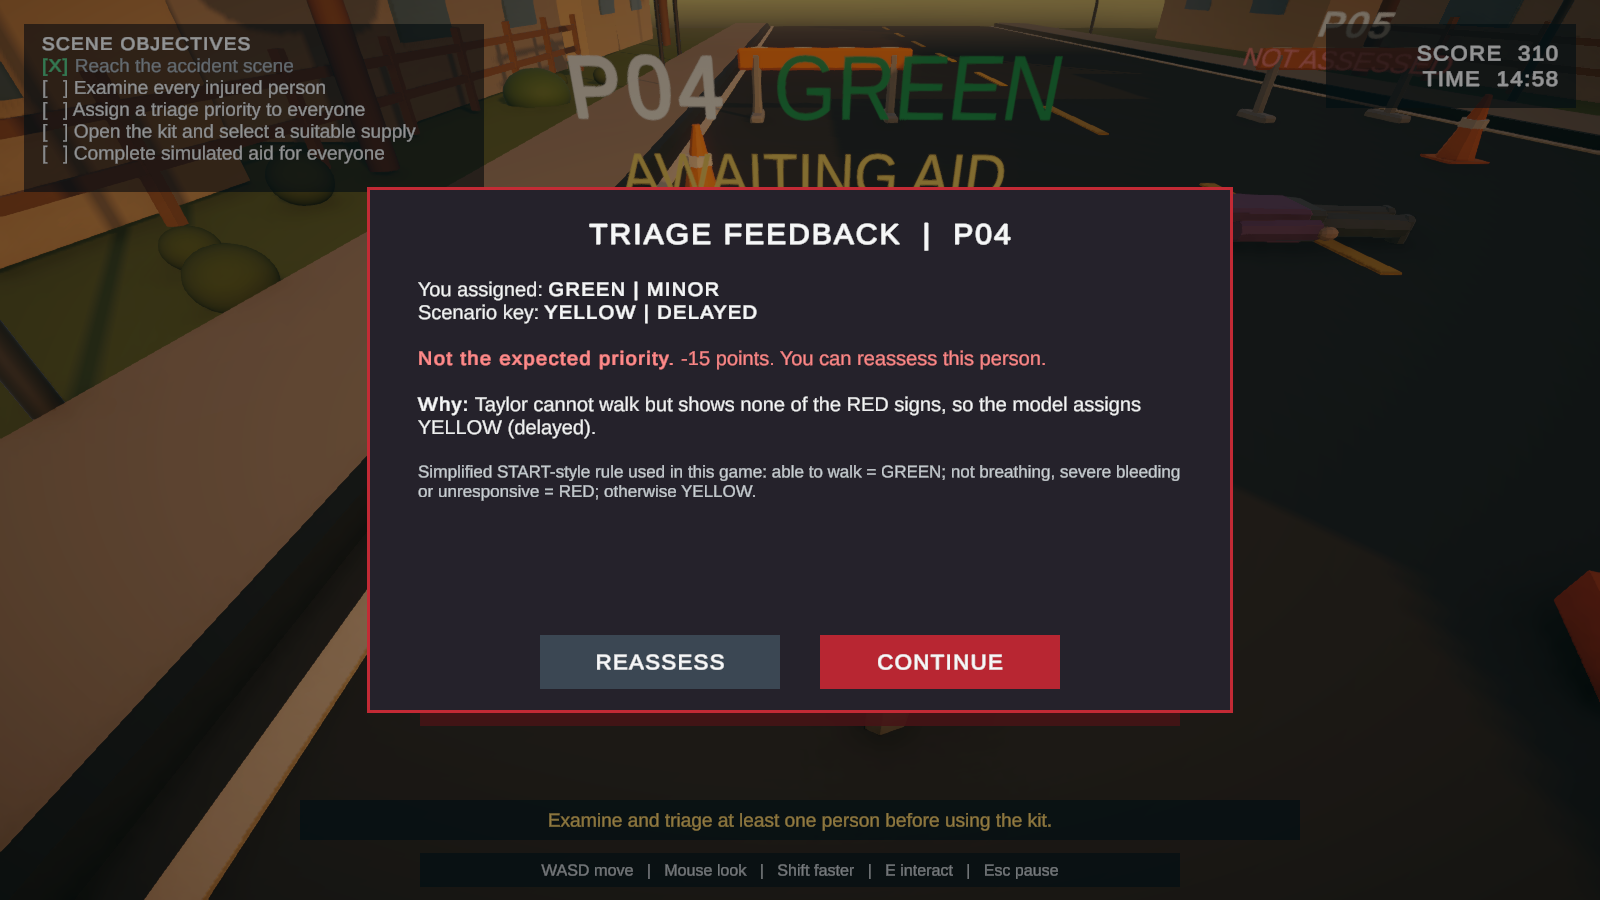 SCENE OBJECTIVES
[X] Reach the accident scene
[ ] Examine every injured person
[ ] Assign a triage priority to everyone
[ ] Open the kit and select a suitable supply
[ ] Complete simulated aid for everyone
P04 GREEN
AWAITING AID
P05
NOT ASSESSED
SCORE 310
TIME 14:58
TRIAGE FEEDBACK | P04
You assigned: GREEN | MINOR
Scenario key: YELLOW | DELAYED
Not the expected priority. -15 points. You can reassess this person.
Why: Taylor cannot walk but shows none of the RED signs, so the model assigns
YELLOW (delayed).
Simplified START-style rule used in this game: able to walk = GREEN; not breathing, severe bleeding
or unresponsive = RED; otherwise YELLOW.
REASSESS
CONTINUE
Examine and triage at least one person before using the kit.
WASD move | Mouse look | Shift faster | E interact | Esc pause